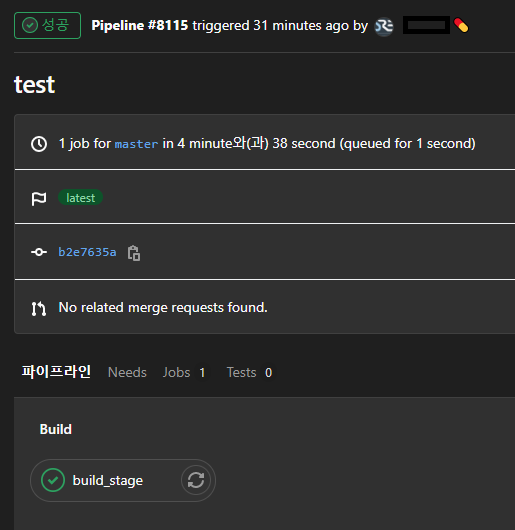 성공 Pipeline #8115 triggered 31 minutes ago by
test
1 job for master in 4 minute와(과) 38 second (queued for 1 second)
latest
b2e7635a
No related merge requests found.
파이프라인 Needs Jobs 1 Tests 0
Build
build_stage